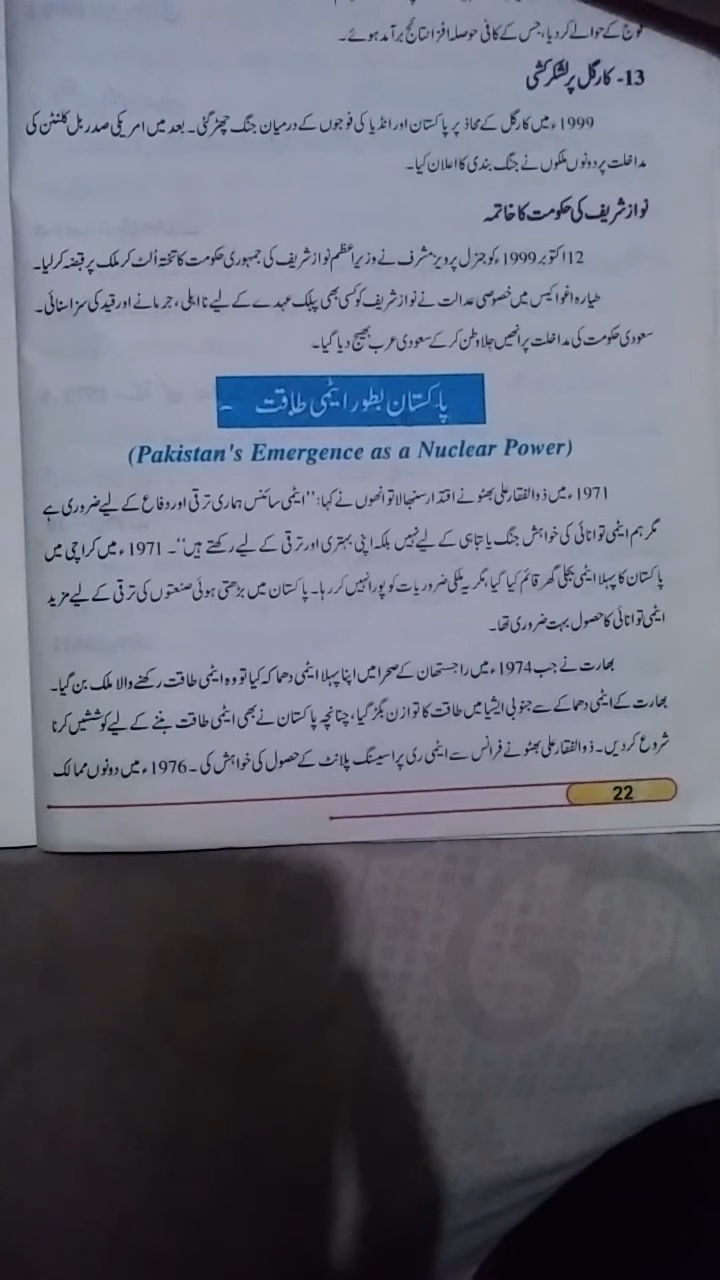 فوج کے حوالے کر دیا، جس کے کافی حوصلہ افزا نتائج برآمد ہوئے۔
13- کارگل پر لشکر کشی
1999ء میں کارگل کے محاذ پر پاکستان اور انڈیا کی فوجوں کے درمیان جنگ چھڑ گئی۔ بعد میں امریکی صدر بل کلنٹن کی
مداخلت پر دونوں ملکوں نے جنگ بندی کا اعلان کیا۔
نواز شریف کی حکومت کا خاتمہ
12 اکتوبر 1999ء کو جنرل پرویز مشرف نے وزیراعظم نواز شریف کی جمہوری حکومت کا تختہ اُلٹ کر ملک پر قبضہ کر لیا۔
طیارہ اغوا کیس میں خصوصی عدالت نے نواز شریف کو کسی بھی پبلک عہدے کے لیے نااہلی، جرمانے اور قید کی سزا سنائی۔
سعودی حکومت کی مداخلت پر انھیں جلا وطن کر کے سعودی عرب بھیج دیا گیا۔
پاکستان بطور ایٹمی طاقت -
(Pakistan's Emergence as a Nuclear Power)
1971ء میں ذوالفقار علی بھٹو نے اقتدار سنبھالا تو انھوں نے کہا: "ایٹمی سائنس ہماری ترقی اور دفاع کے لیے ضروری ہے
مگر ہم ایٹمی توانائی کی خواہش جنگ یا تباہی کے لیے نہیں بلکہ اپنی بہتری اور ترقی کے لیے رکھتے ہیں"۔ 1971ء میں کراچی میں
پاکستان کا پہلا ایٹمی بجلی گھر قائم کیا گیا، مگر یہ ملکی ضروریات کو پورا نہیں کر رہا۔ پاکستان میں بڑھتی ہوئی صنعتوں کی ترقی کے لیے مزید
ایٹمی توانائی کا حصول بہت ضروری تھا۔
بھارت نے جب 1974ء میں راجستھان کے صحرا میں اپنا پہلا ایٹمی دھماکہ کیا تو وہ ایٹمی طاقت رکھنے والا ملک بن گیا۔
بھارت کے ایٹمی دھماکے سے جنوبی ایشیا میں طاقت کا توازن بگڑ گیا، چنانچہ پاکستان نے بھی ایٹمی طاقت بننے کے لیے کوششیں کرنا
شروع کر دیں۔ ذوالفقار علی بھٹو نے فرانس سے ایٹمی ری پراسیسنگ پلانٹ کے حصول کی خواہش کی۔ 1976ء میں دونوں ممالک
22